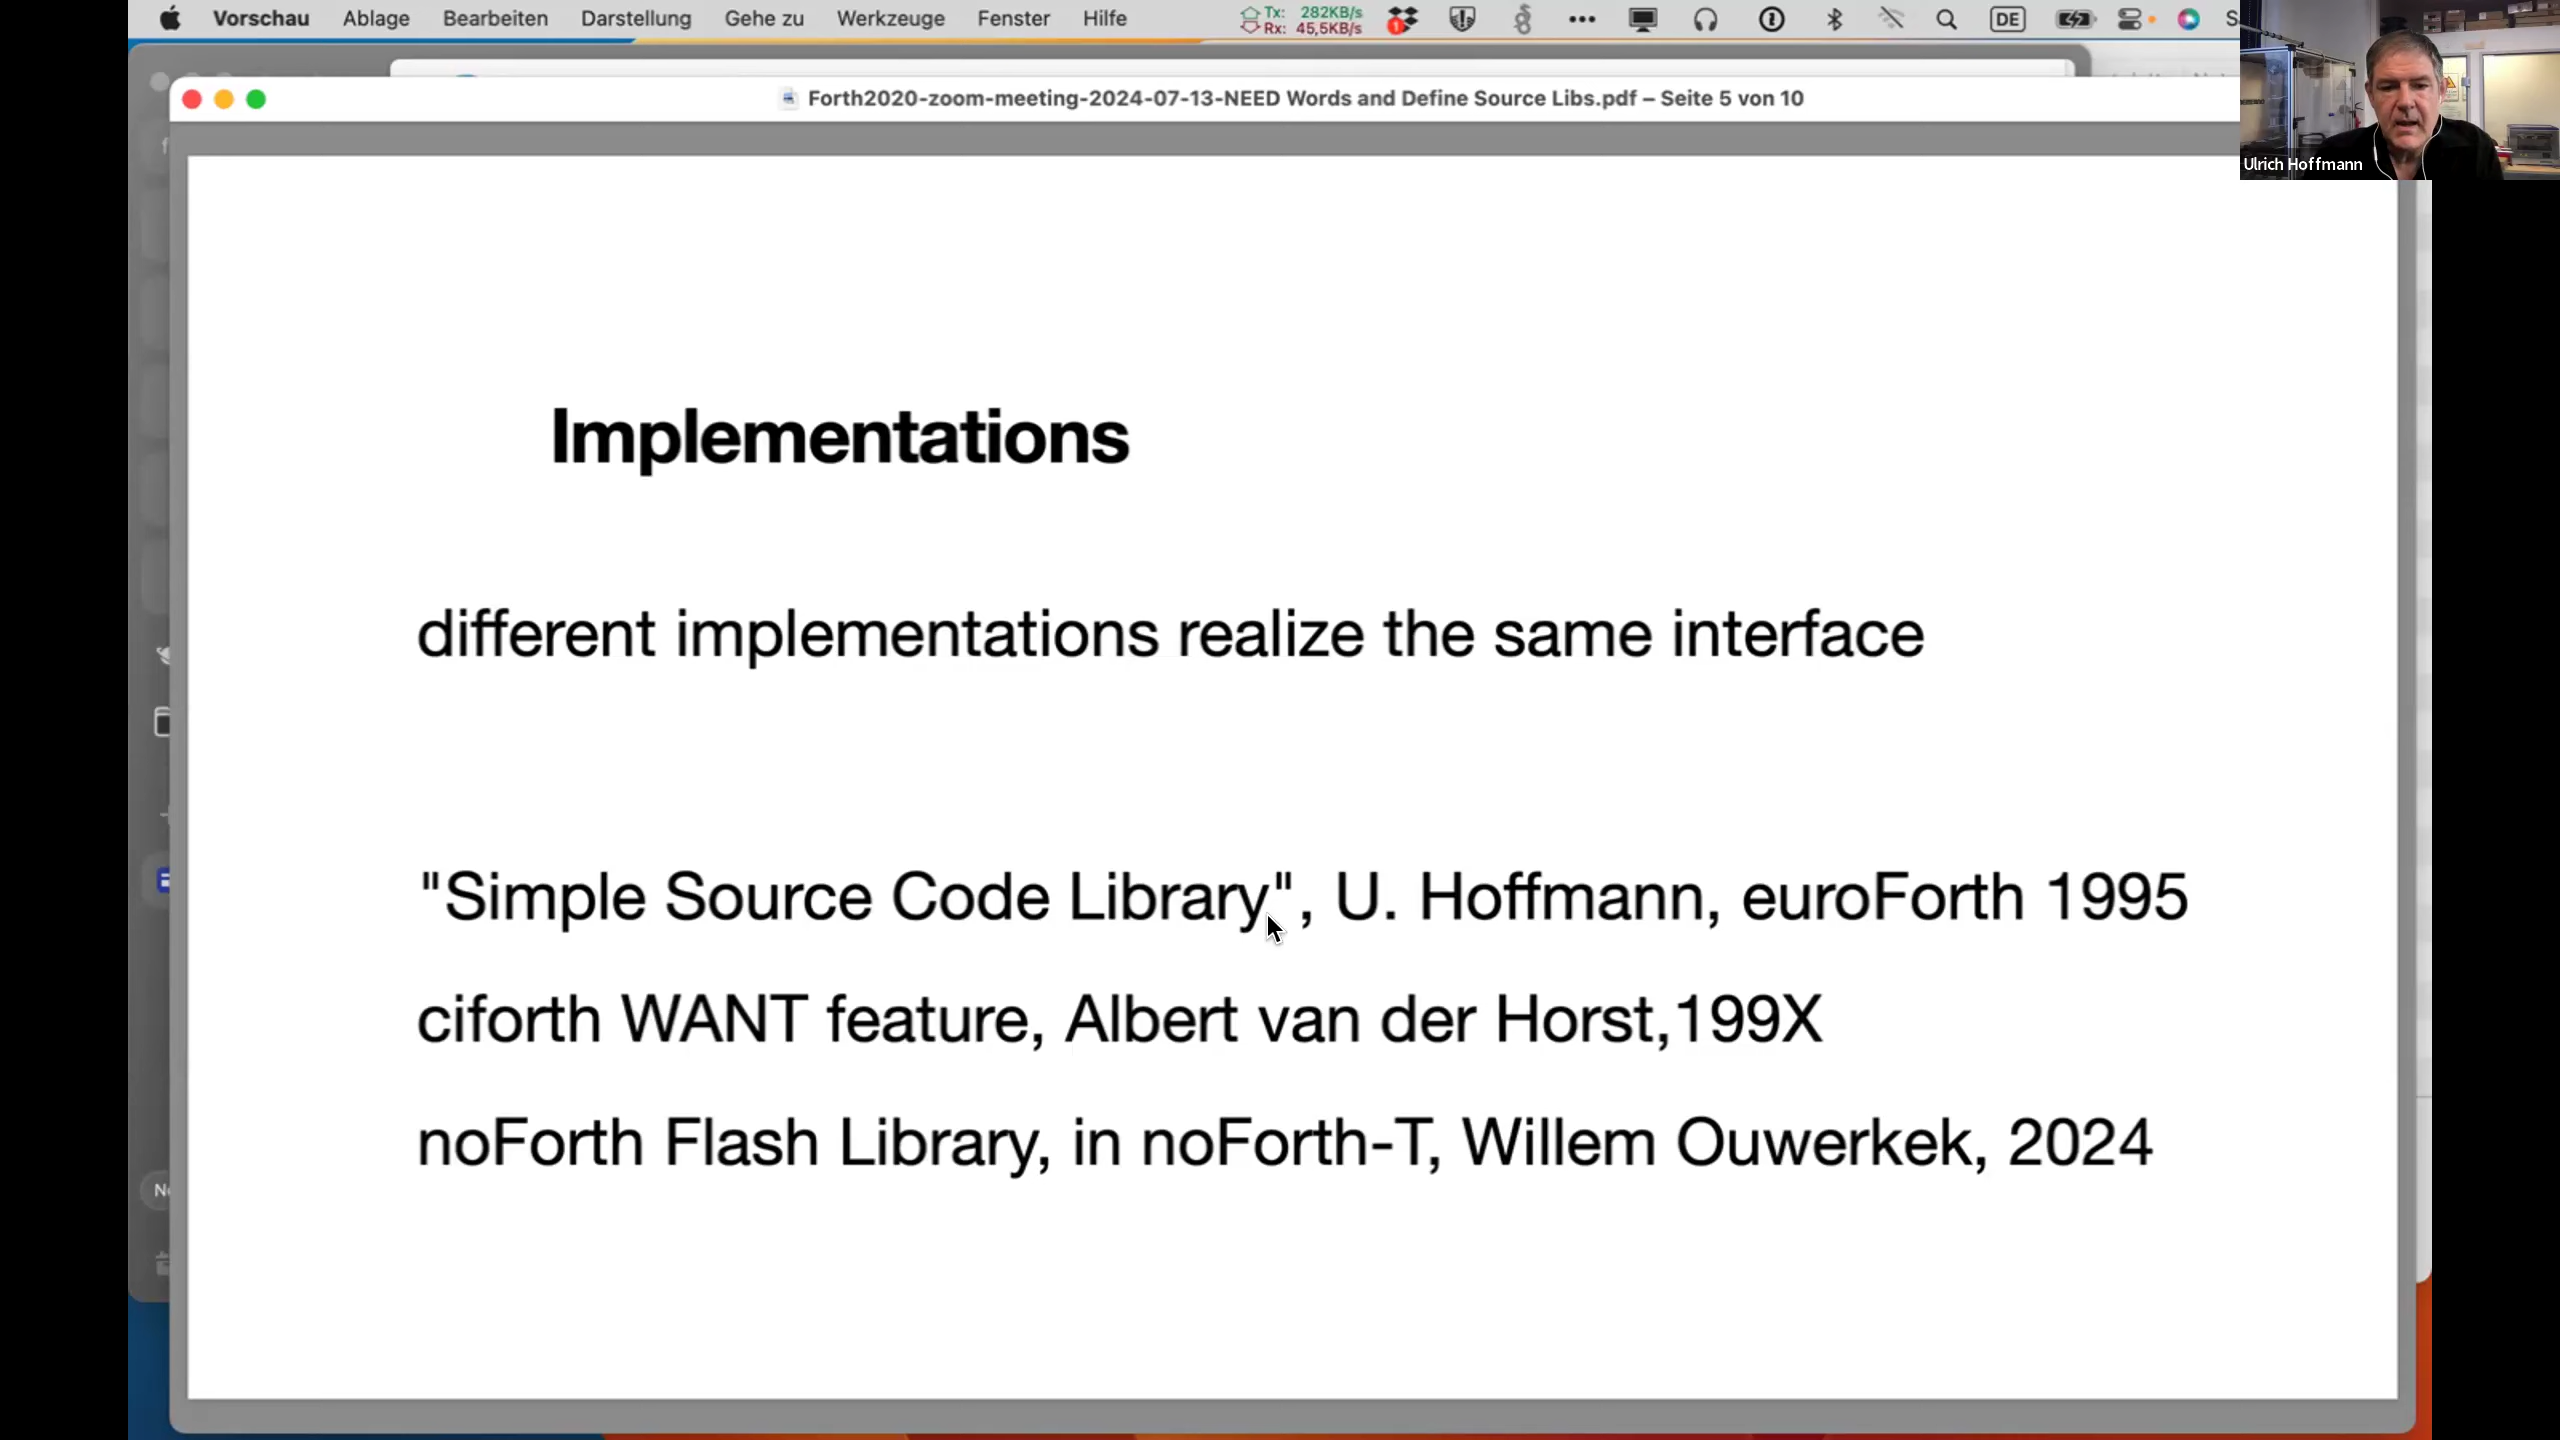 Vorschau Ablage Bearbeiten Darstellung Gehe zu Werkzeuge Fenster Hilfe Tx: 282KB/s DE
Rx: 45,5KB/s
Forth2020-zoom-meeting-2024-07-13-NEED Words and Define Source Libs.pdf – Seite 5 von 10
Ulrich Hoffmann
Implementations
different implementations realize the same interface
"Simple Source Code Library", U. Hoffmann, euroForth 1995
ciforth WANT feature, Albert van der Horst,199X
noForth Flash Library, in noForth-T, Willem Ouwerkek, 2024